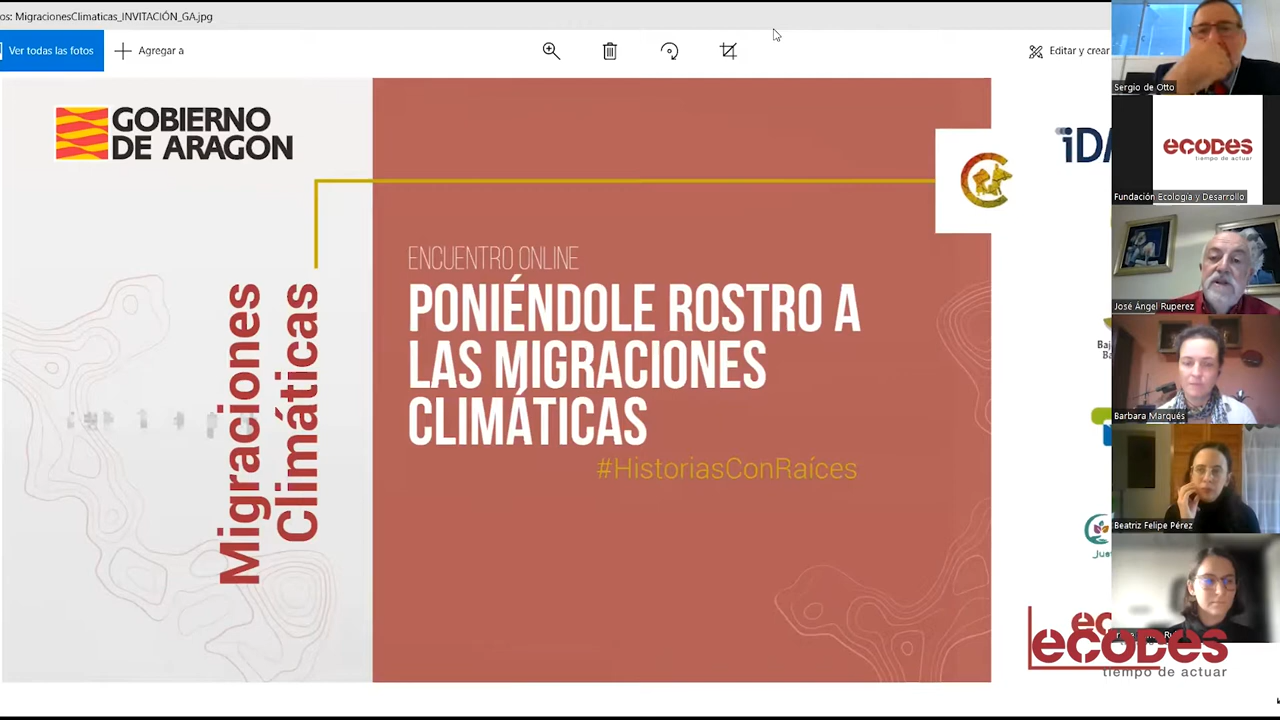 os: MigracionesClimaticas_INVITACIÓN_GA.jpg
Ver todas las fotos
Agregar a
Editar y crear
GOBIERNO
DE ARAGON
Migraciones
Climáticas
ENCUENTRO ONLINE
PONIÉNDOLE ROSTRO A
LAS MIGRACIONES
CLIMÁTICAS
#HistoriasConRaíces
Sergio de Otto
ecodes
tiempo de actuar
Fundación Ecología y Desarrollo
José Ángel Ruperez
Barbara Marqués
Beatriz Felipe Pérez
ecodes
tiempo de actuar